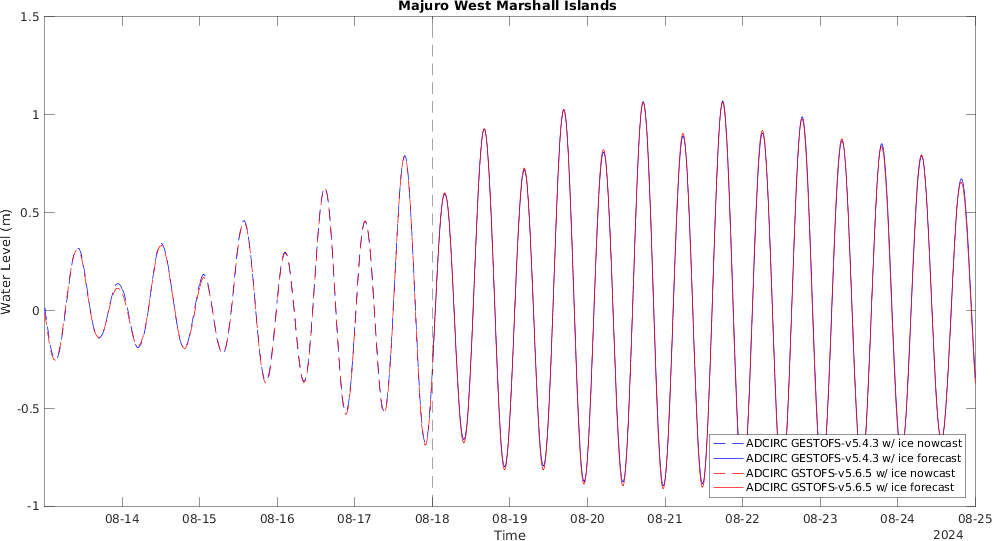 Majuro West Marshall Islands
Water Level (m)
1.5
1
0.5
0
-0.5
-1
08-14 08-15 08-16 08-17 08-18 08-19 08-20 08-21 08-22 08-23 08-24 08-25
Time
2024
ADCIRC GESTOFS-v5.4.3 w/ ice nowcast
ADCIRC GESTOFS-v5.4.3 w/ ice forecast
ADCIRC GSTOFS-v5.6.5 w/ ice nowcast
ADCIRC GSTOFS-v5.6.5 w/ ice forecast